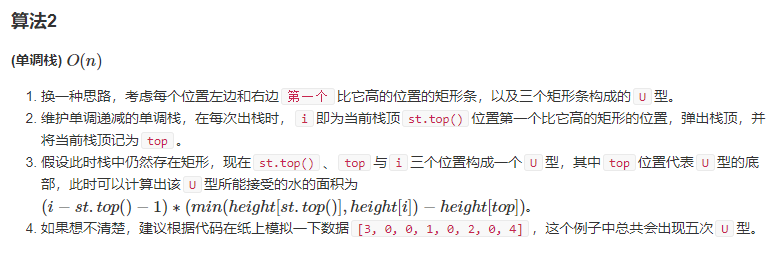 算法2
(单调栈) O(n)
1. 换一种思路，考虑每个位置左边和右边 第一个 比它高的位置的矩形条，以及三个矩形条构成的 U 型。
2. 维护单调递减的单调栈，在每次出栈时， i 即为当前栈顶 st.top() 位置第一个比它高的矩形的位置，弹出栈顶，并
将当前栈顶记为 top 。
3. 假设此时栈中仍然存在矩形，现在 st.top() 、 top 与 i 三个位置构成一个 U 型，其中 top 位置代表 U 型的底
部，此时可以计算出该 U 型所能接受的水的面积为
(i − st.top() − 1) ∗ (min(height[st.top()], height[i]) − height[top])。
4. 如果想不清楚，建议根据代码在纸上模拟一下数据 [3, 0, 0, 1, 0, 2, 0, 4] ，这个例子中总共会出现五次 U 型。